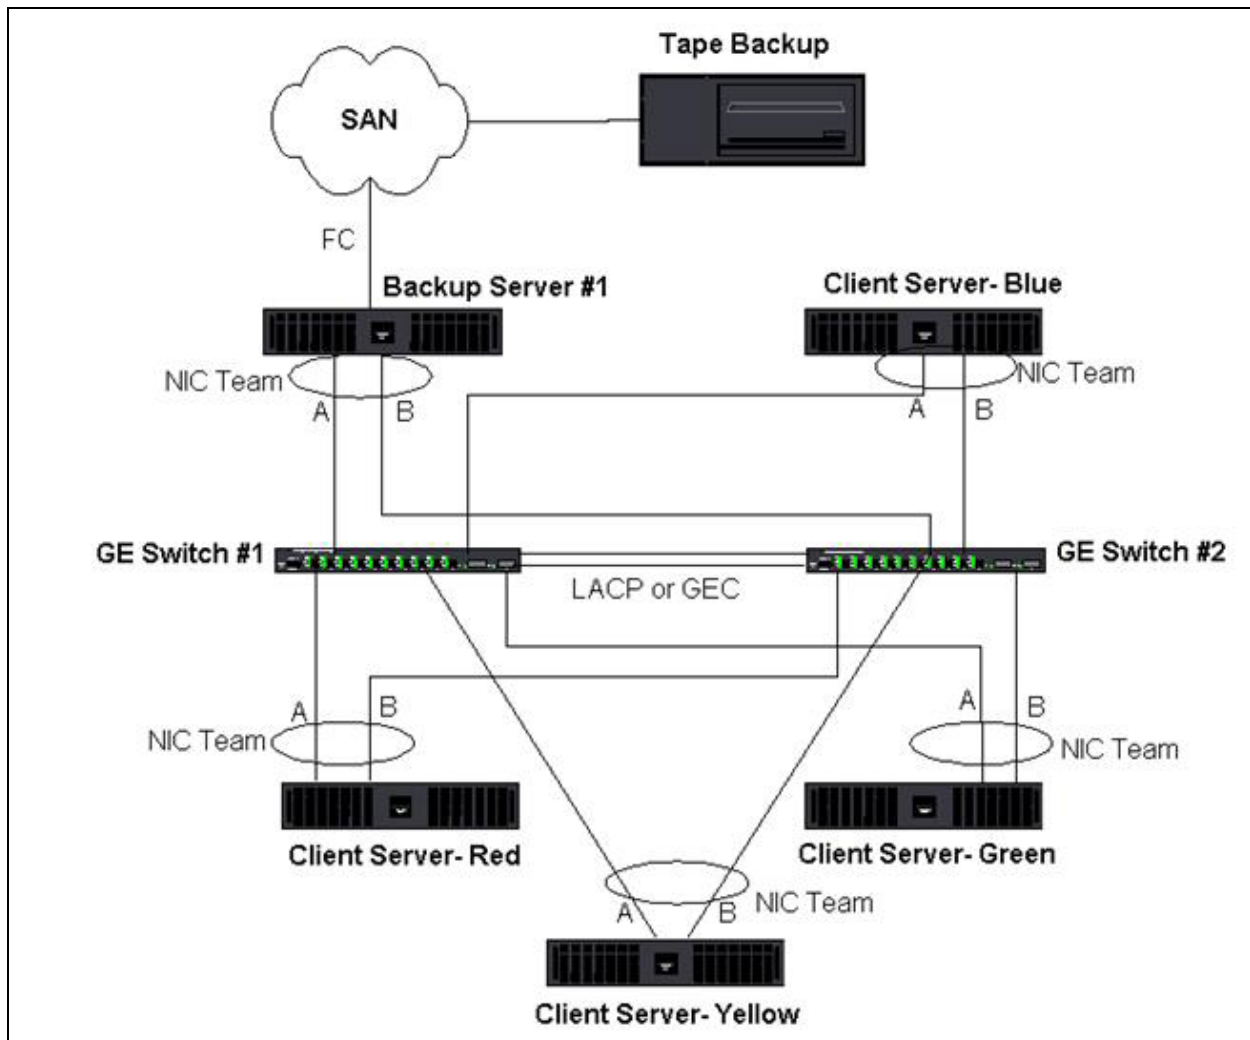 Tape Backup
SAN
FC
Backup Server #1
Client Server- Blue
NIC Team
A
B
NIC Team
A
B
GE Switch #1
GE Switch #2
LACP or GEC
A
B
NIC Team
A
B
NIC Team
Client Server- Red
Client Server- Green
A
B
NIC Team
Client Server- Yellow